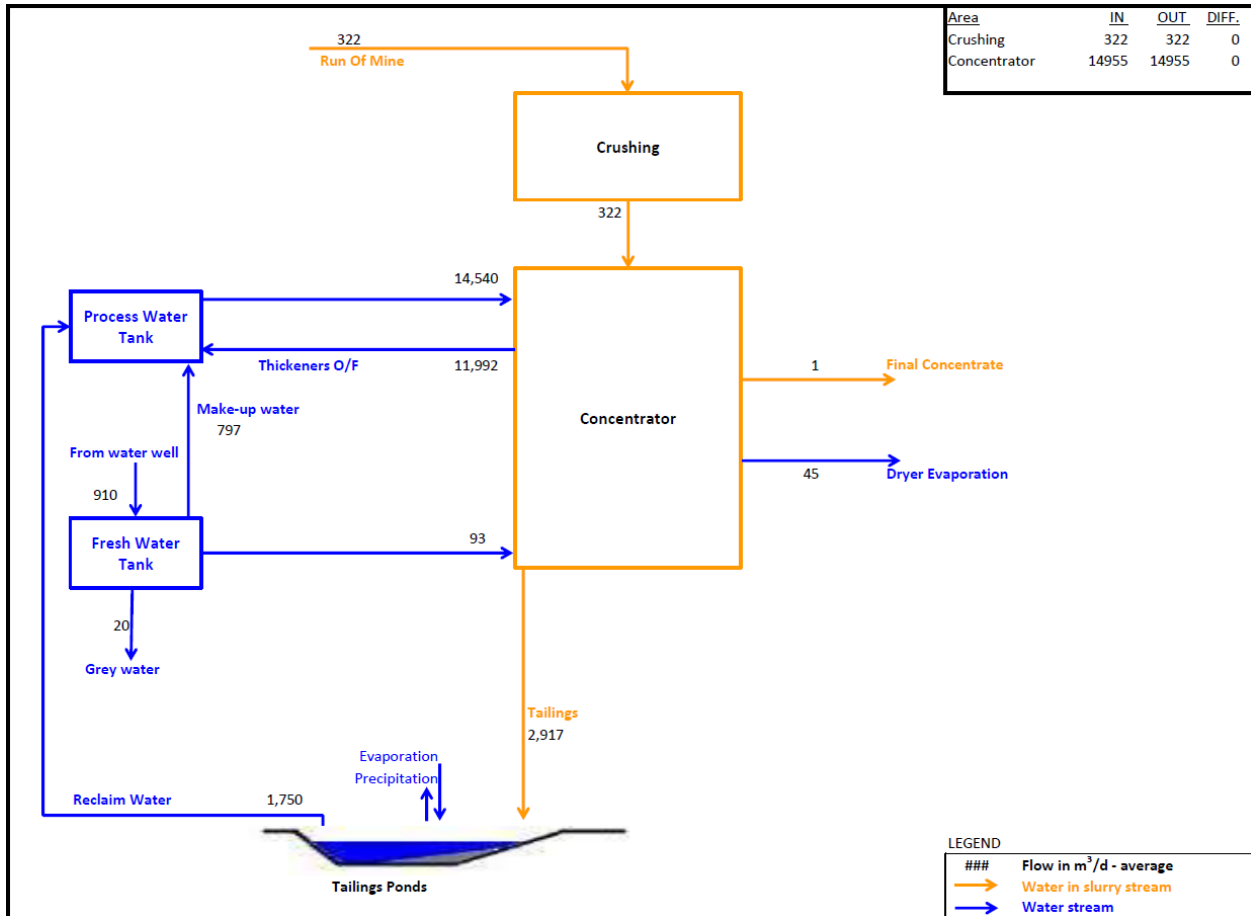 Area IN OUT DIFF.
Crushing 322 322 0
Concentrator 14955 14955 0
322
Run Of Mine
Crushing
322
14,540
Process Water
Tank
Thickeners O/F
11,992
1
Final Concentrate
Make-up water
797
Concentrator
From water well
45
Dryer Evaporation
910
Fresh Water
Tank
93
20
Grey water
Tailings
2,917
Evaporation
Precipitation
Reclaim Water
1,750
Tailings Ponds
LEGEND
### Flow in m³/d - average
Water in slurry stream
Water stream